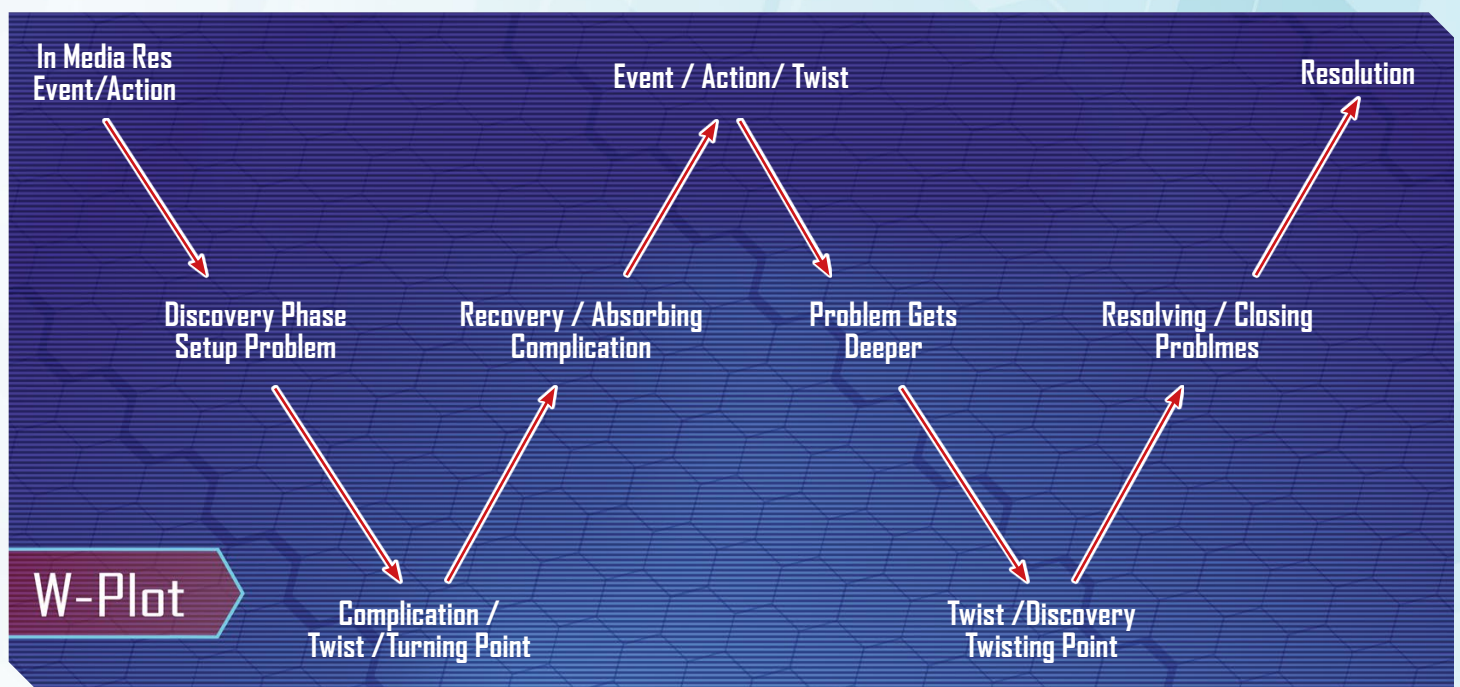 In Media Res
Event/Action
Event / Action/ Twist
Resolution
Discovery Phase
Setup Problem
Recovery / Absorbing
Complication
Problem Gets
Deeper
Resolving / Closing
Problmes
W-Plot
Complication /
Twist /Turning Point
Twist /Discovery
Twisting Point